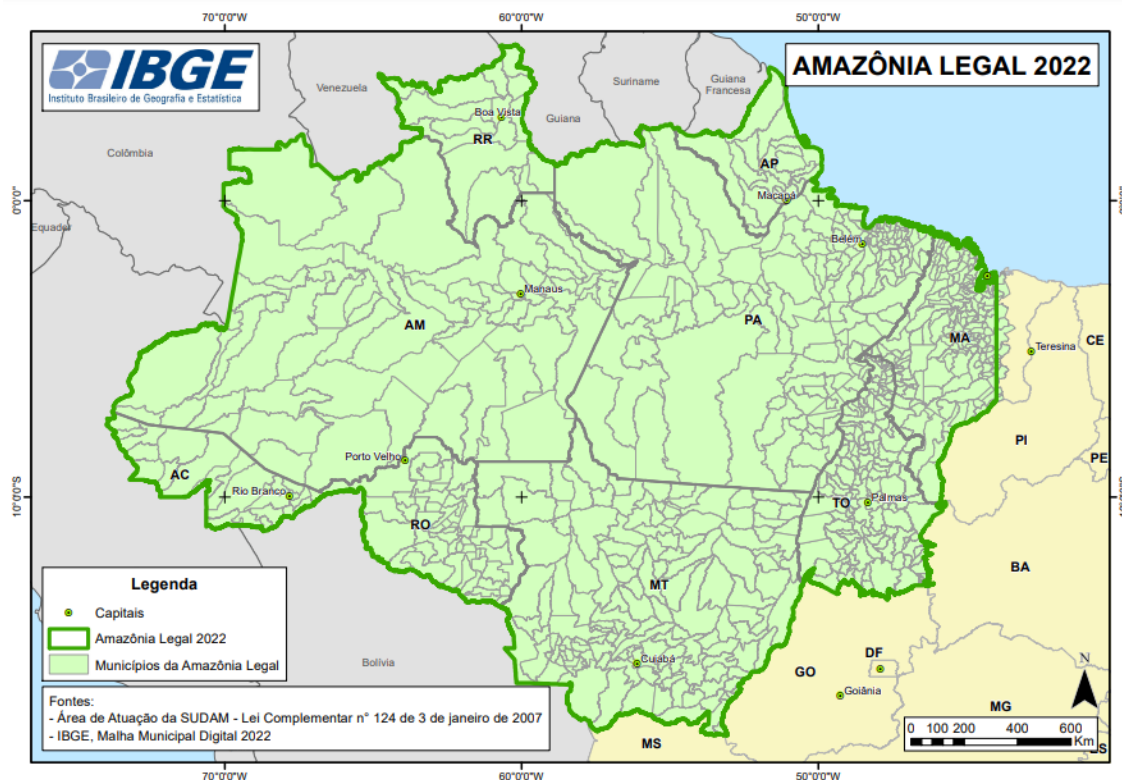 70°0'0"W 60°0'0"W 50°0'0"W
IBGE
Instituto Brasileiro de Geografia e Estatística
AMAZÔNIA LEGAL 2022
Venezuela
Suriname
Guiana
Francesa
Guiana
Colômbia
Equador
Boa Vista
RR
AP
Macapá
0°0'0"
Belém
Manaus
AM
PA
MA
Teresina
CE
PI
PE
AC
Rio Branco
Porto Velho
RO
TO
Palmas
10°0'0"S
MT
BA
Cuiabá
Bolívia
GO
DF
Goiânia
MG
MS
ES
Legenda
Capitais
Amazônia Legal 2022
Municípios da Amazônia Legal
Fontes:
- Área de Atuação da SUDAM - Lei Complementar n° 124 de 3 de janeiro de 2007
- IBGE, Malha Municipal Digital 2022
N
0 100 200 400 600
Km
70°0'0"W 60°0'0"W 50°0'0"W